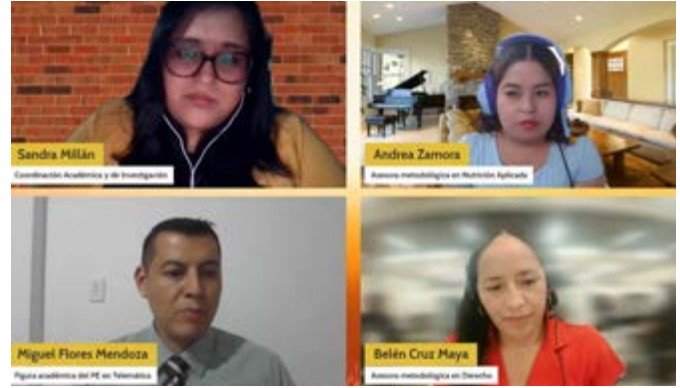 Sandra Millán
Coordinación Académica y de Investigación
Andrea Zamora
Asesora metodológica en Nutrición Aplicada
Miguel Flores Mendoza
Figura académica del PE en Telemática
Belén Cruz Maya
Asesora metodológica en Derecho